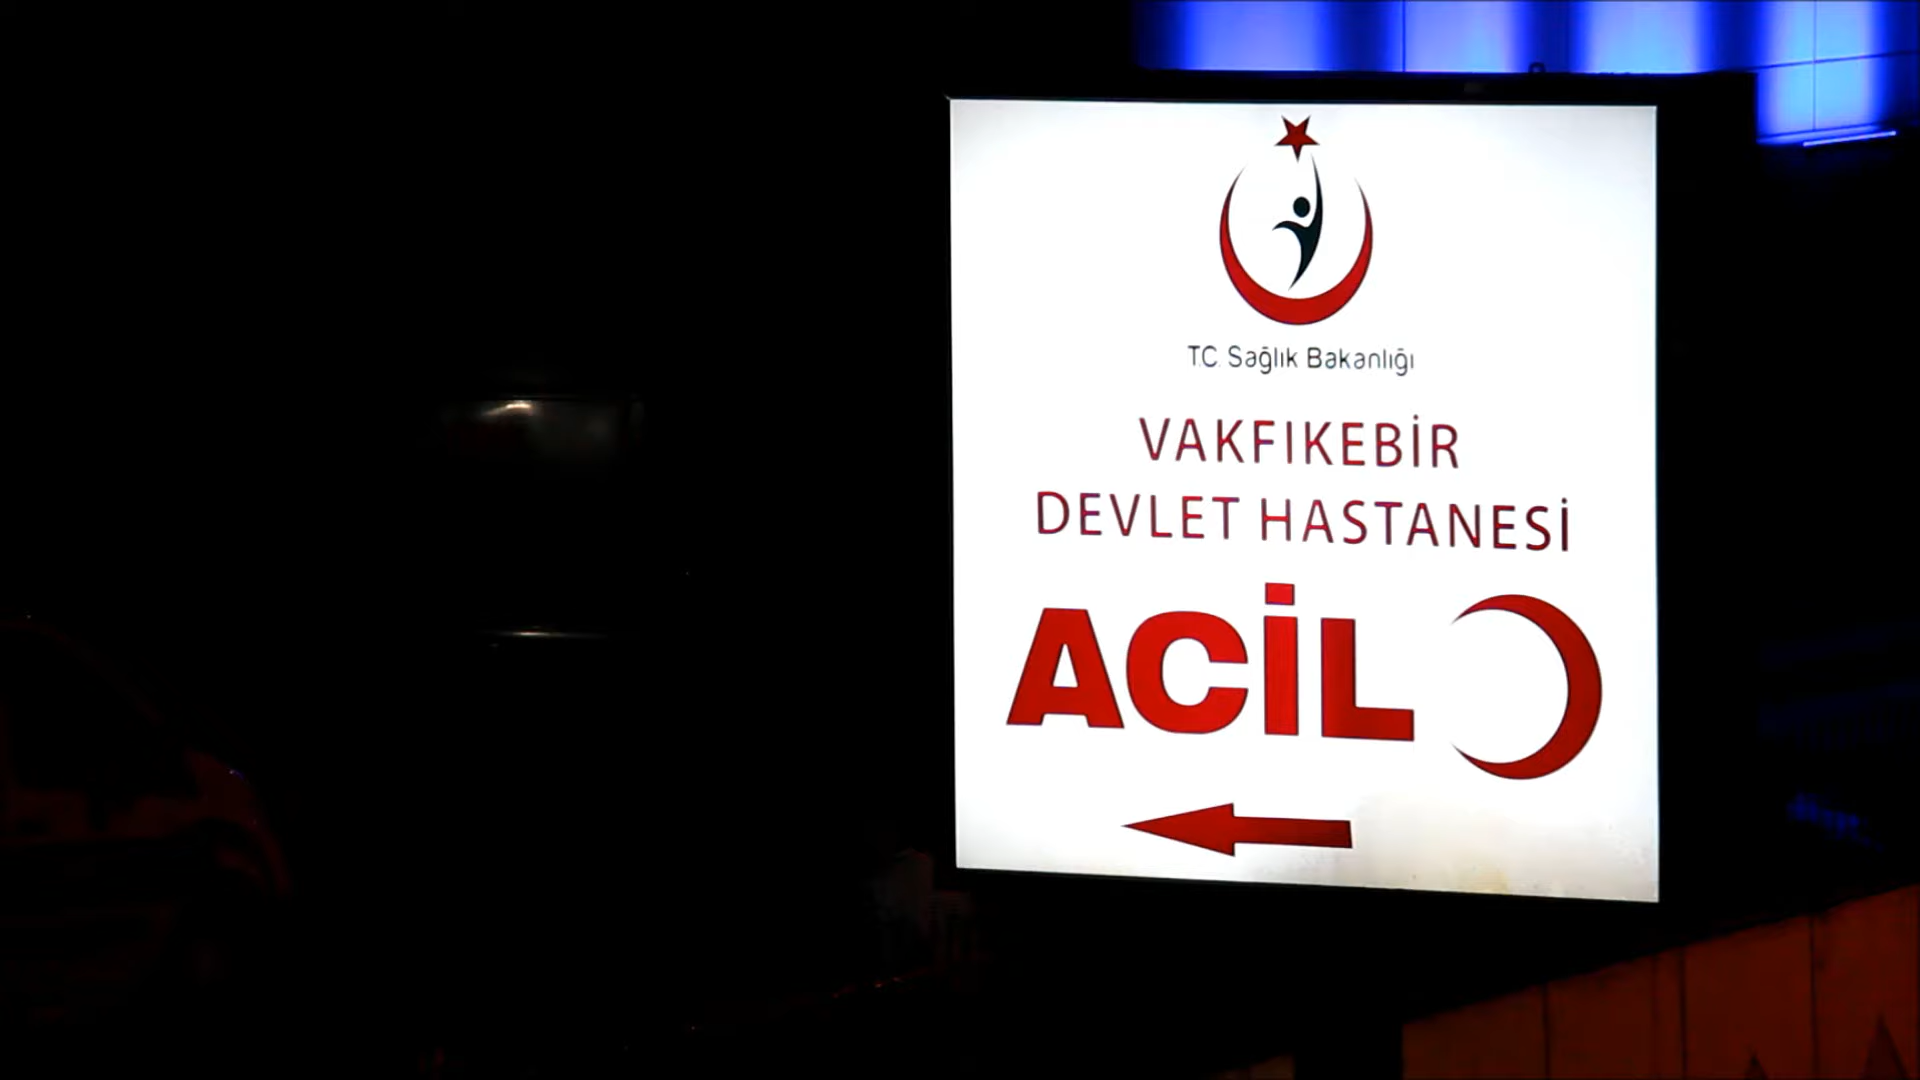 T.C. Sağlık Bakanlığı
VAKFIKEBİR
DEVLET HASTANESİ
ACİL